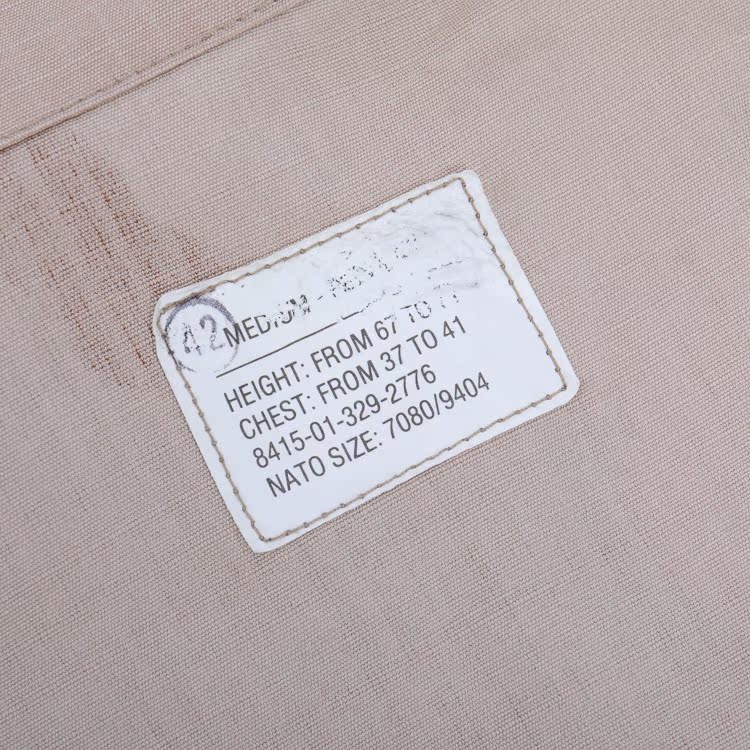 42
MEDIUM -
HEIGHT: FROM 67 TO 71
CHEST: FROM 37 TO 41
8415-01-329-2776
NATO SIZE: 7080/9404